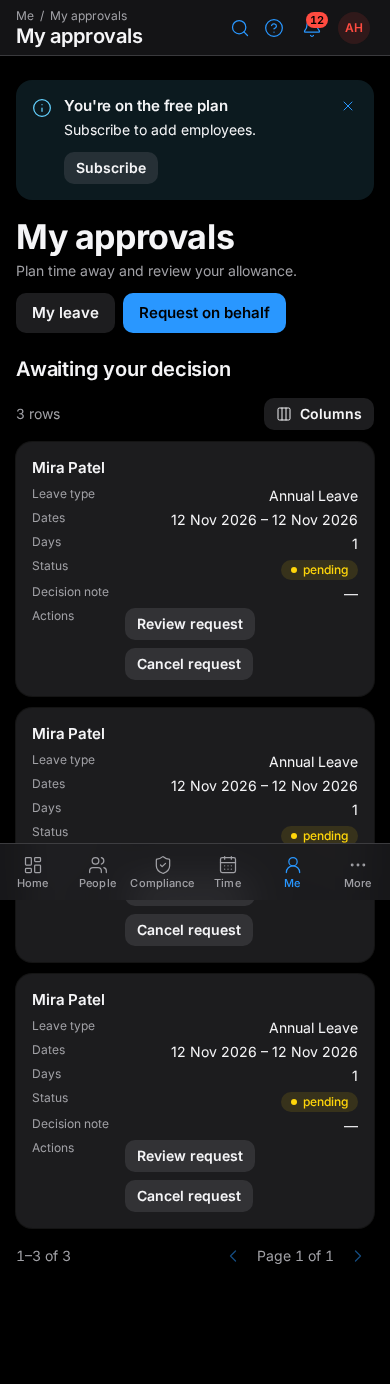 Me / My approvals
My approvals
12
AH
You're on the free plan
Subscribe to add employees.
Subscribe
My approvals
Plan time away and review your allowance.
My leave
Request on behalf
Awaiting your decision
3 rows
Columns
Mira Patel
Leave type
Annual Leave
Dates
12 Nov 2026 – 12 Nov 2026
Days
1
Status
pending
Decision note
—
Actions
Review request
Cancel request
Mira Patel
Leave type
Annual Leave
Dates
12 Nov 2026 – 12 Nov 2026
Days
1
Status
pending
Home
People
Compliance
Time
Me
More
Cancel request
Mira Patel
Leave type
Annual Leave
Dates
12 Nov 2026 – 12 Nov 2026
Days
1
Status
pending
Decision note
—
Actions
Review request
Cancel request
1–3 of 3
Page 1 of 1